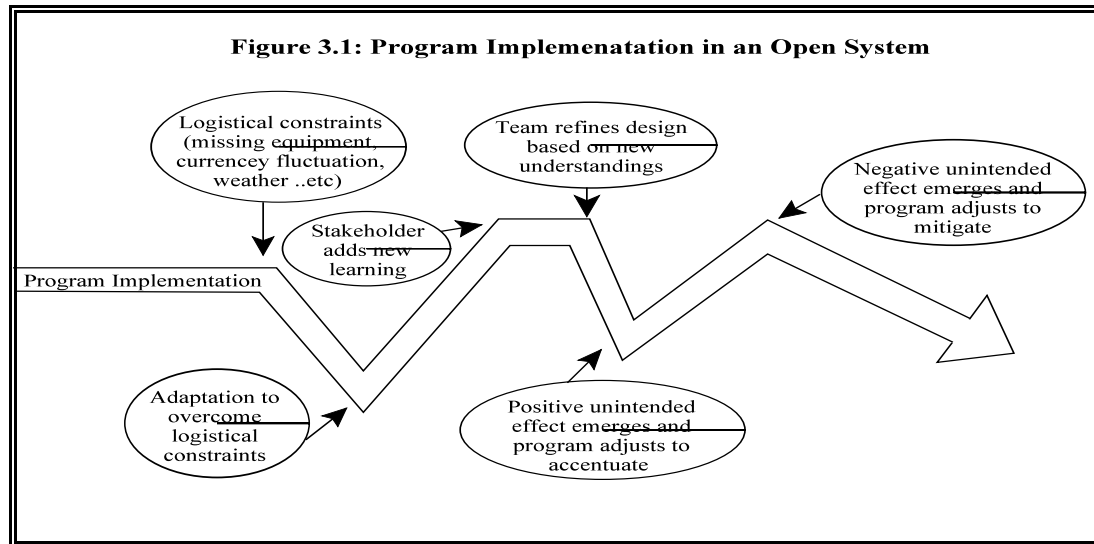 Figure 3.1: Program Implemenatation in an Open System
Logistical constraints
(missing equipment,
currencey fluctuation,
weather ..etc)
Team refines design
based on new
understandings
Negative unintended
effect emerges and
program adjusts to
mitigate
Stakeholder
adds new
learning
Program Implementation
Adaptation to
overcome
logistical
constraints
Positive unintended
effect emerges and
program adjusts to
accentuate